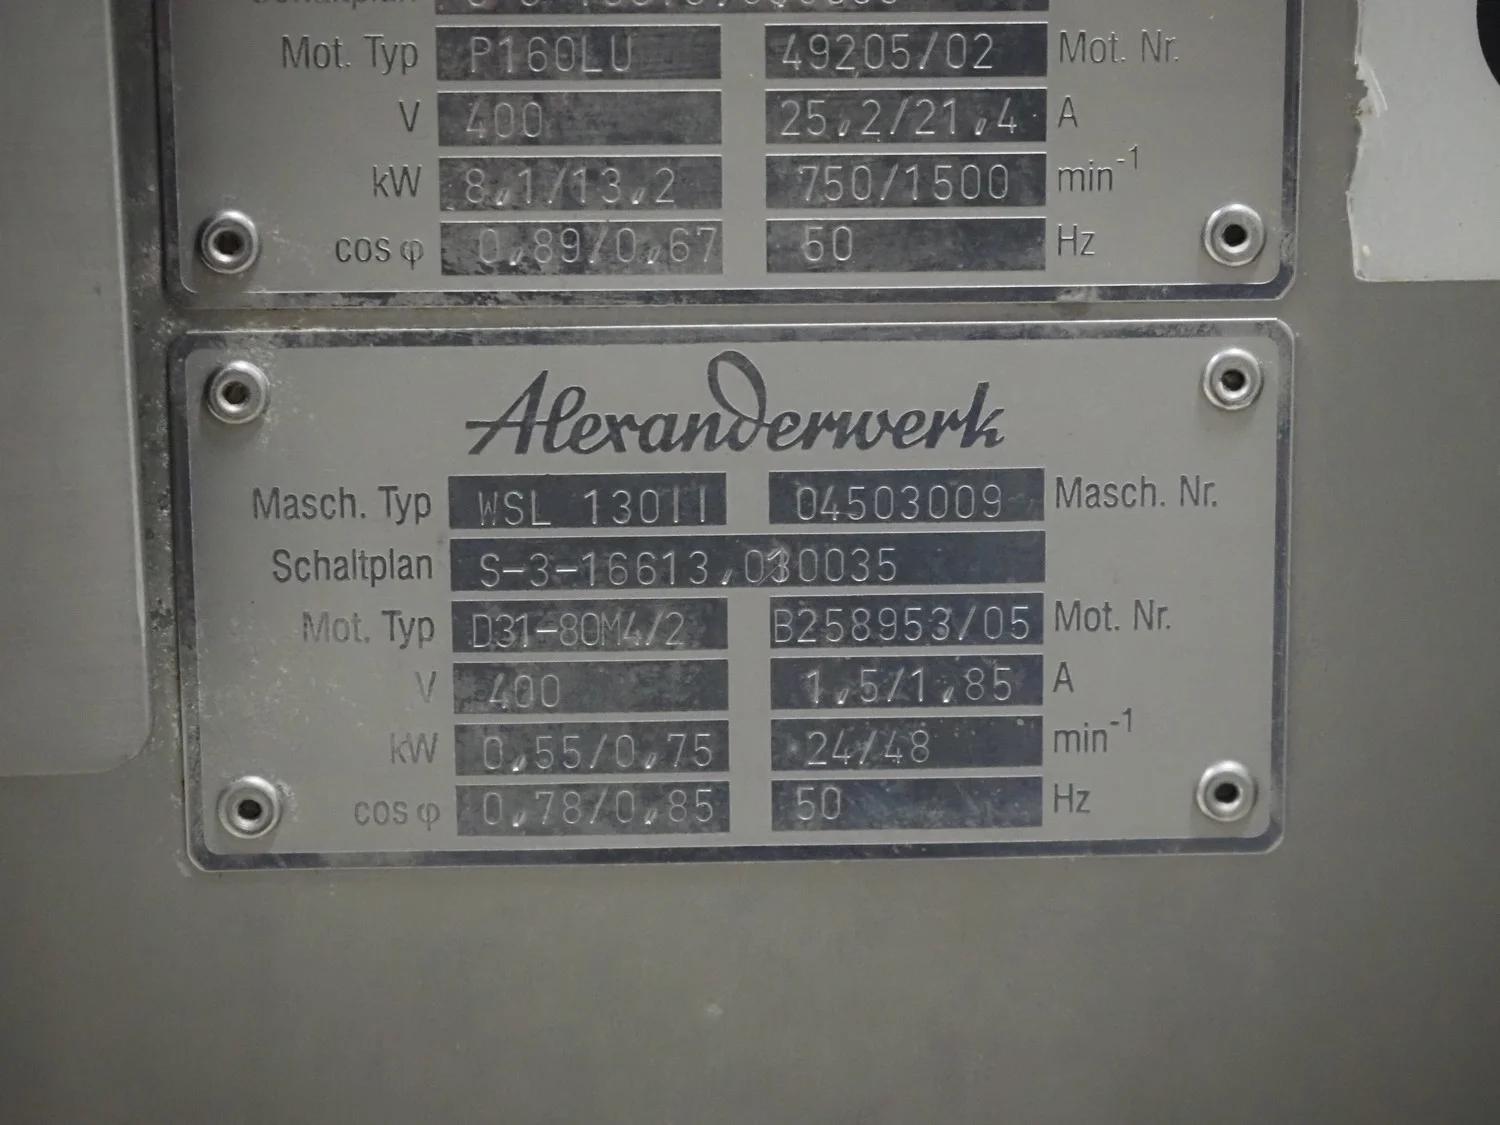 Mot. Typ P160LU 49205/02 Mot. Nr.
V 400 25,2/21,4 A
kW 8,1/13,2 750/1500 min-1
cos φ 0,89/0,67 50 Hz
Alexanderwerk
Masch. Typ WSL 130II 04503009 Masch. Nr.
Schaltplan
Mot. Typ D31-80M4/2 B258953/05 Mot. Nr.
V 400 1,5/1,85 A
kW 0,55/0,75 24/48 min-1
cos φ 0,78/0,85 50 Hz